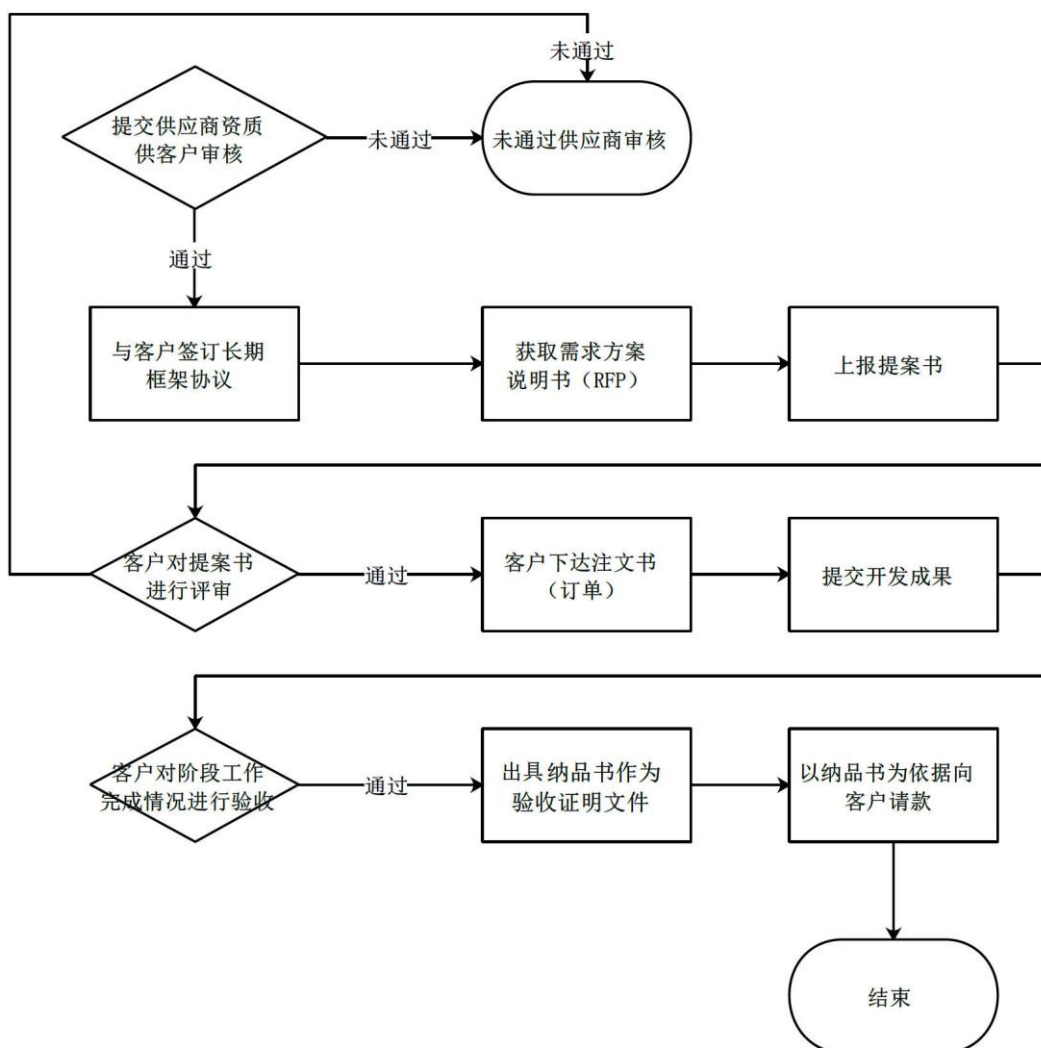 未通过
提交供应商资质
供客户审核
未通过
未通过供应商审核
通过
与客户签订长期
框架协议
获取需求方案
说明书（RFP）
上报提案书
客户对提案书
进行评审
通过
客户下达注文书
（订单）
提交开发成果
客户对阶段工作
完成情况进行验收
通过
出具纳品书作为
验收证明文件
以纳品书为依据向
客户请款
结束